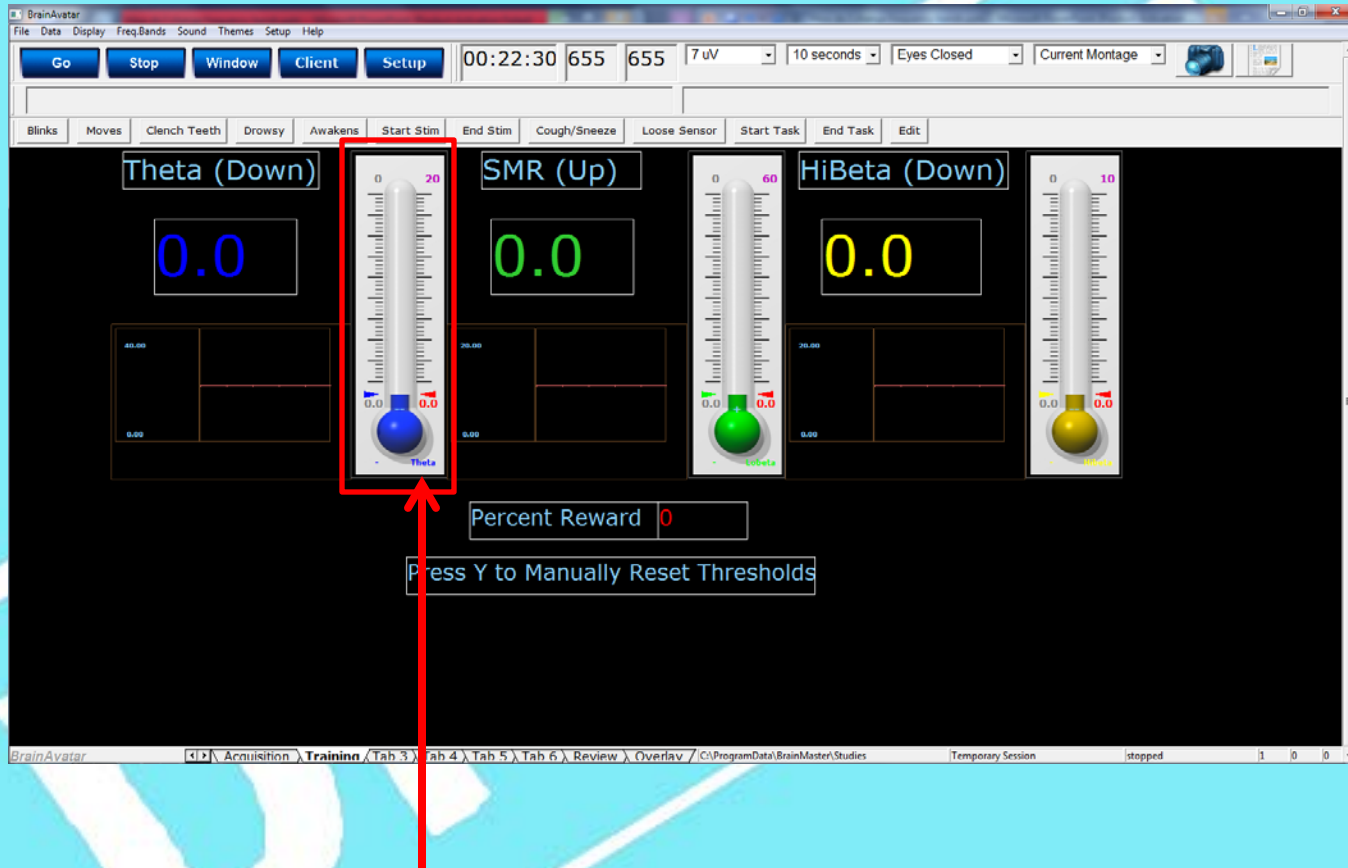 BrainAvatar
File Data Display Freq.Bands Sound Themes Setup Help
Go Stop Window Client Setup 00:22:30 655 655 7 uV 10 seconds Eyes Closed Current Montage
Blinks Moves Clench Teeth Drowsy Awakens Start Stim End Stim Cough/Sneeze Loose Sensor Start Task End Task Edit
Theta (Down) 0 20 SMR (Up) 0 60 HiBeta (Down) 0 10
0.0 0.0 0.0
40.00 20.00 20.00
0.0 0.0 0.0 0.0 0.0 0.0
0.00 0.00 0.00
- Theta - Lobeta
Percent Reward 0
Press Y to Manually Reset Thresholds
BrainAvatar Acquisition Training Tab 3 Tab 4 Tab 5 Tab 6 Review Overlay C:\ProgramData\BrainMaster\Studies Temporary Session stopped 1 0 0